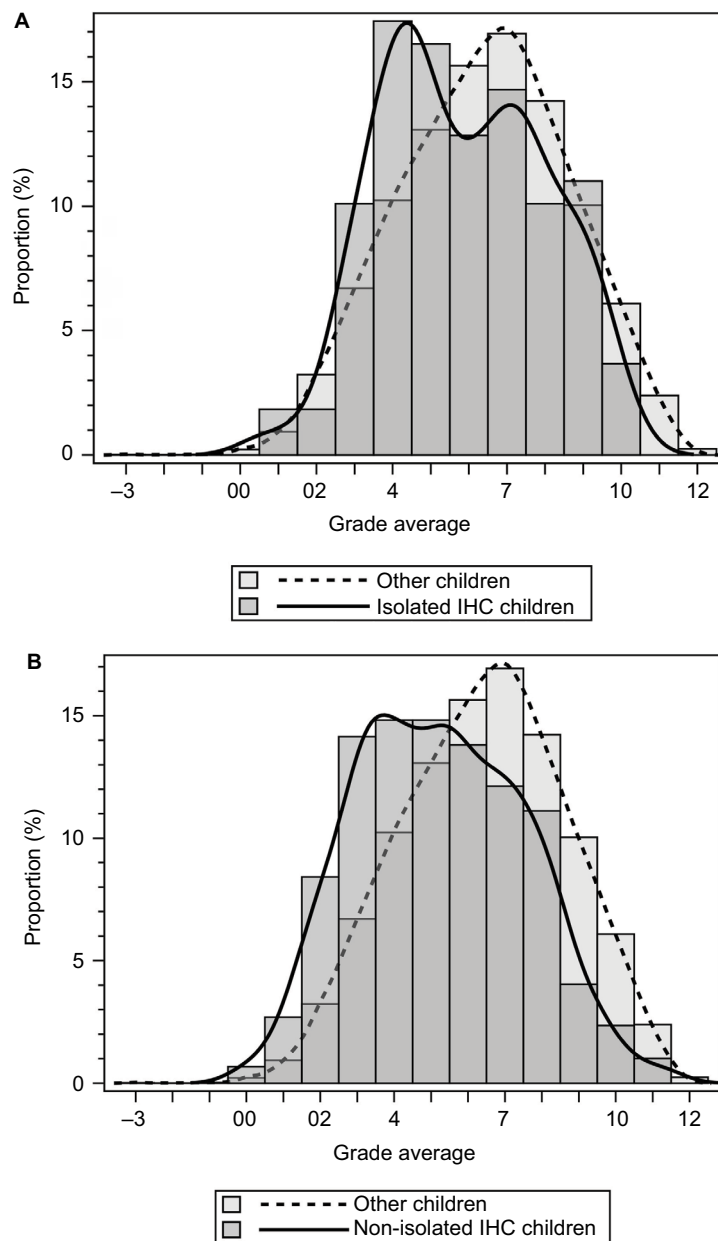 A
15
10
5
0
Proportion (%)
–3 00 02 4 7 10 12
Grade average
Other children
Isolated IHC children
B
15
10
5
0
Proportion (%)
–3 00 02 4 7 10 12
Grade average
Other children
Non-isolated IHC children